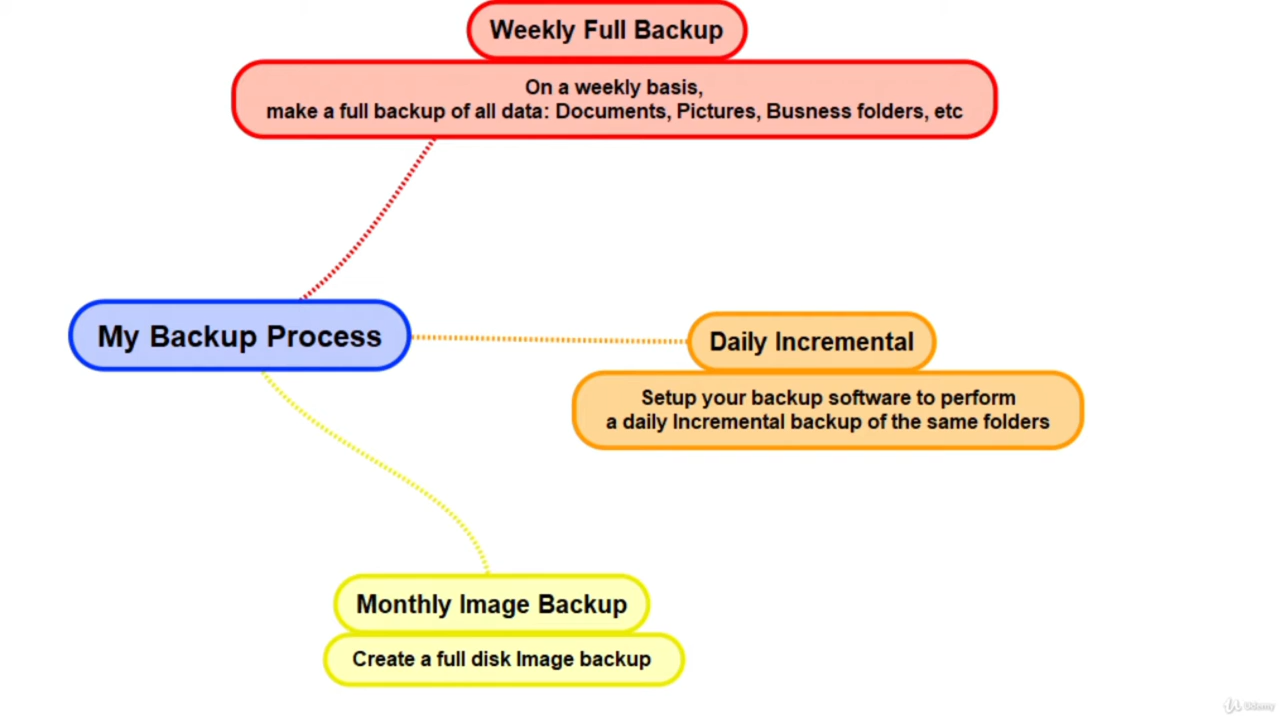 Weekly Full Backup
On a weekly basis,
make a full backup of all data: Documents, Pictures, Busness folders, etc
My Backup Process
Daily Incremental
Setup your backup software to perform
a daily Incremental backup of the same folders
Monthly Image Backup
Create a full disk Image backup
Udemy